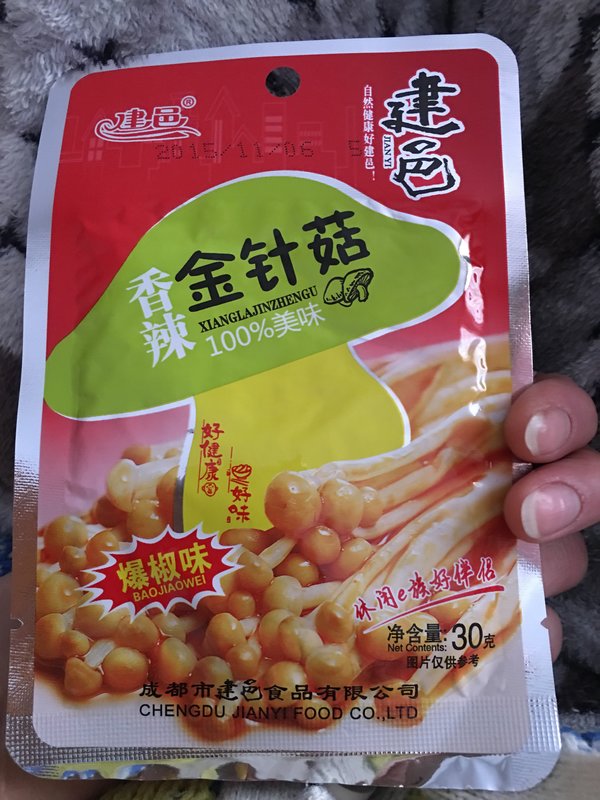 建邑®
2015/11/06 5
建邑
JIAN YI
自然健康好建邑!
香辣
金针菇
XIANGLAJINZHENGU
100%美味
好健康
好味
爆椒味
BAOJIAOWEI
休闲e族好伴侣
净含量: 30克
Net Contents:
图片仅供参考
成都市建邑食品有限公司
CHENGDU JIANYI FOOD CO.,LTD